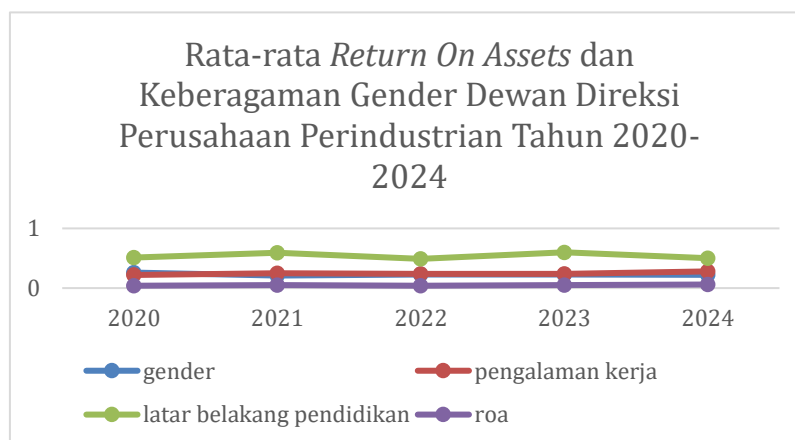 Rata-rata Return On Assets dan
Keberagaman Gender Dewan Direksi
Perusahaan Perindustrian Tahun 2020-
2024
1
0
2020 2021 2022 2023 2024
gender pengalaman kerja
latar belakang pendidikan roa